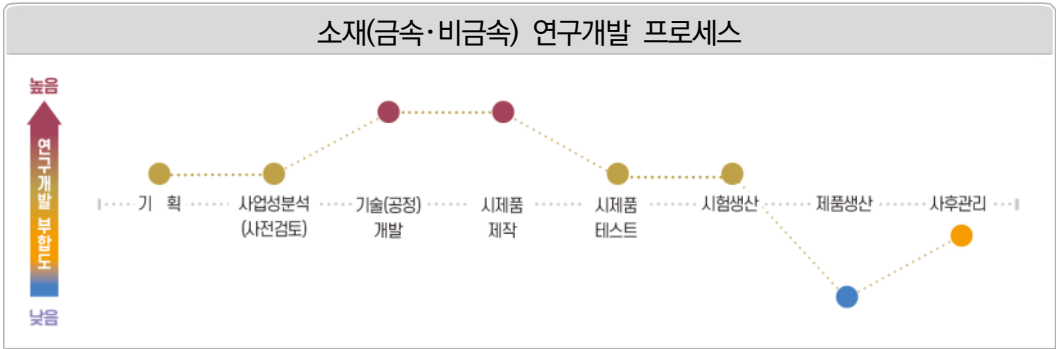 소재(금속·비금속) 연구개발 프로세스
높음
연구개발 부합도
낮음
기 획
사업성분석
(사전검토)
기술(공정)
개발
시제품
제작
시제품
테스트
시험생산
제품생산
사후관리